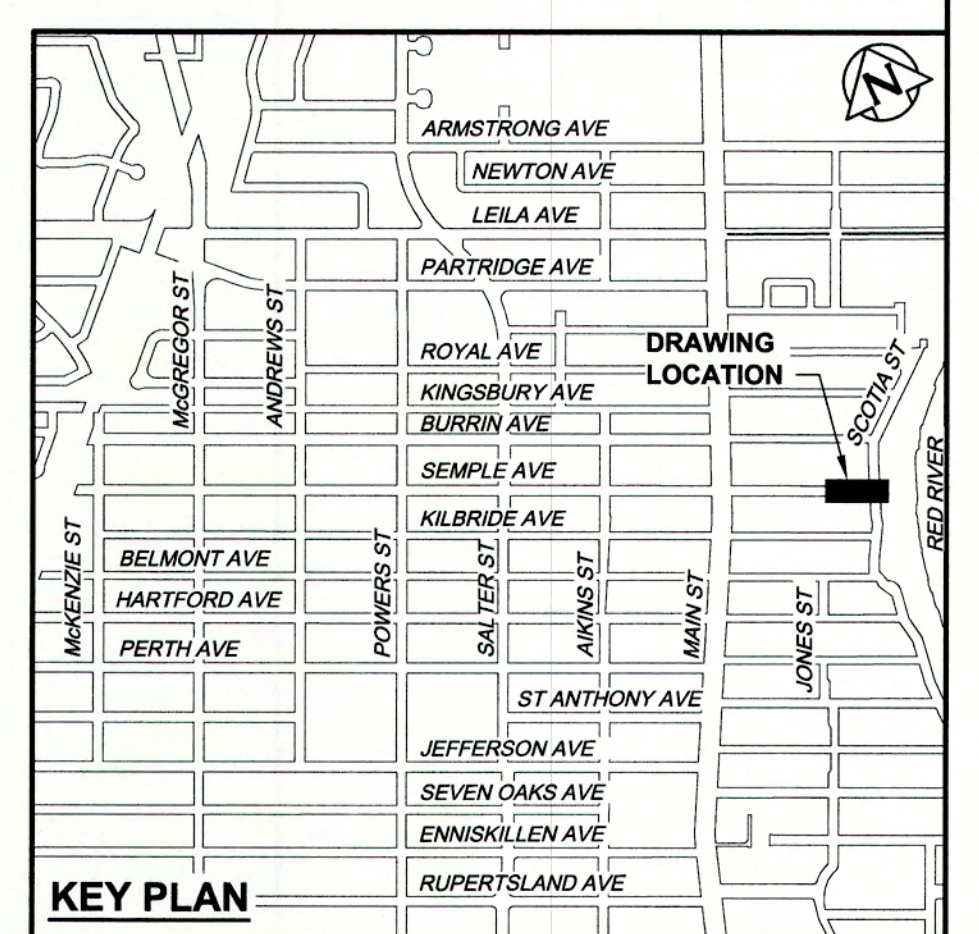 N
ARMSTRONG AVE
NEWTON AVE
LEILA AVE
PARTRIDGE AVE
McGREGOR ST
ANDREWS ST
ROYAL AVE
DRAWING
LOCATION
KINGSBURY AVE
BURRIN AVE
SCOTIA ST
SEMPLE AVE
RED RIVER
KILBRIDE AVE
McKENZIE ST
BELMONT AVE
POWERS ST
SALTER ST
AIKINS ST
MAIN ST
JONES ST
HARTFORD AVE
PERTH AVE
ST ANTHONY AVE
JEFFERSON AVE
SEVEN OAKS AVE
ENNISKILLEN AVE
RUPERTSLAND AVE
KEY PLAN